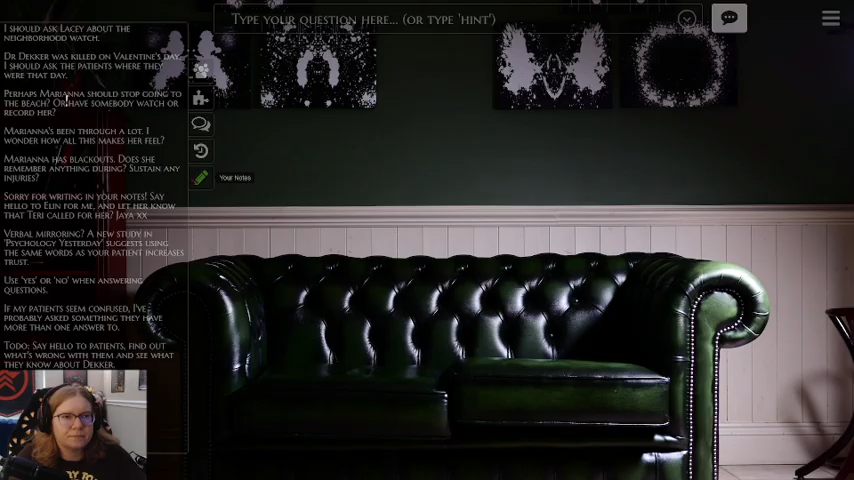 Type your question here... (or type 'hint')
I should ask Lacey about the
neighborhood watch.
Dr Dekker was killed on Valentine's day.
I should ask the patients where they
were that day.
Perhaps Marianna should stop going to
the beach? Or have somebody watch or
record her?
Marianna's been through a lot. I
wonder how all this makes her feel?
Marianna has blackouts. Does she
remember anything during? Sustain any
injuries?
Your Notes
Sorry for writing in your notes! Say
hello to Elin for me, and let her know
that Teri called for her? Jaya xx
Verbal mirroring? A new study in
'Psychology Yesterday' suggests using
the same words as your patient increases
trust.
Use 'yes' or 'no' when answering
questions.
If my patients seem confused, I've
probably asked something they have
more than one answer to.
Todo: Say hello to patients, find out
what's wrong with them and see what
they know about Dekker.